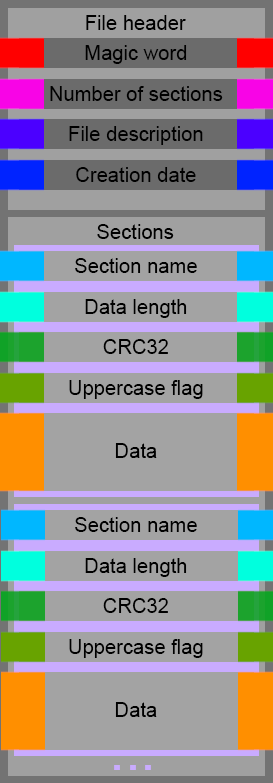 File header
Magic word
Number of sections
File description
Creation date
Sections
Section name
Data length
CRC32
Uppercase flag
Data
Section name
Data length
CRC32
Uppercase flag
Data
...